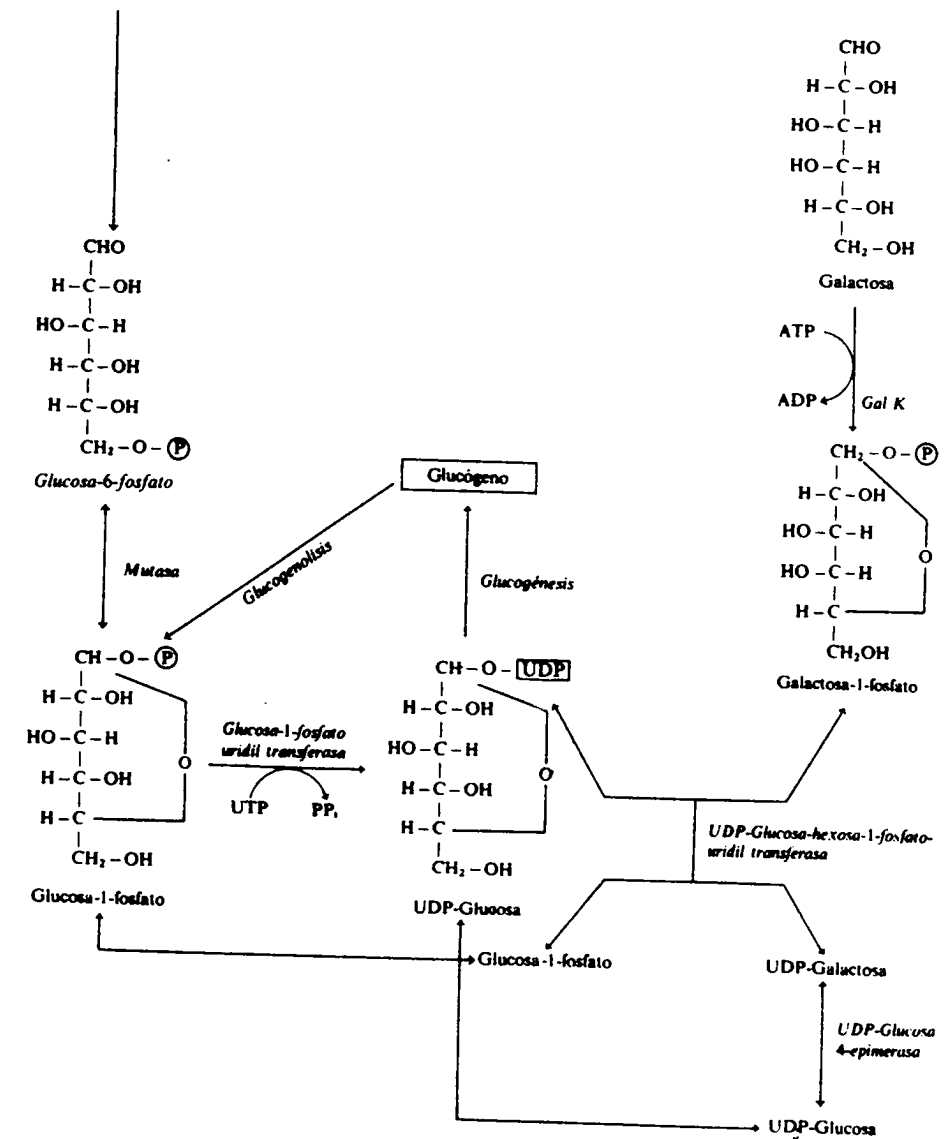 CHO
H–C–OH
HO–C–H
HO–C–H
H–C–OH
CH₂–OH
Galactosa
ATP
ADP
Gal K
CHO
H–C–OH
HO–C–H
H–C–OH
H–C–OH
CH₂–O–P
Glucosa-6-fosfato
Mutasa
Glucógeno
Glucogenolisis
Glucogénesis
CH₂–O–P
H–C–OH
HO–C–H
HO–C–H
O
H–C
CH₂OH
Galactosa-1-fosfato
CH–O–P
H–C–OH
HO–C–H
O
H–C–OH
H–C
CH₂–OH
Glucosa-1-fosfato
Glucosa-1-fosfato
uridil transferasa
UTP
PPi
CH–O–UDP
H–C–OH
HO–C–H
O
H–C–OH
H–C
CH₂–OH
UDP-Glucosa
UDP-Glucosa-hexosa-1-fosfato-
uridil transferasa
Glucosa-1-fosfato
UDP-Galactosa
UDP-Glucosa
4-epimerasa
UDP-Glucosa